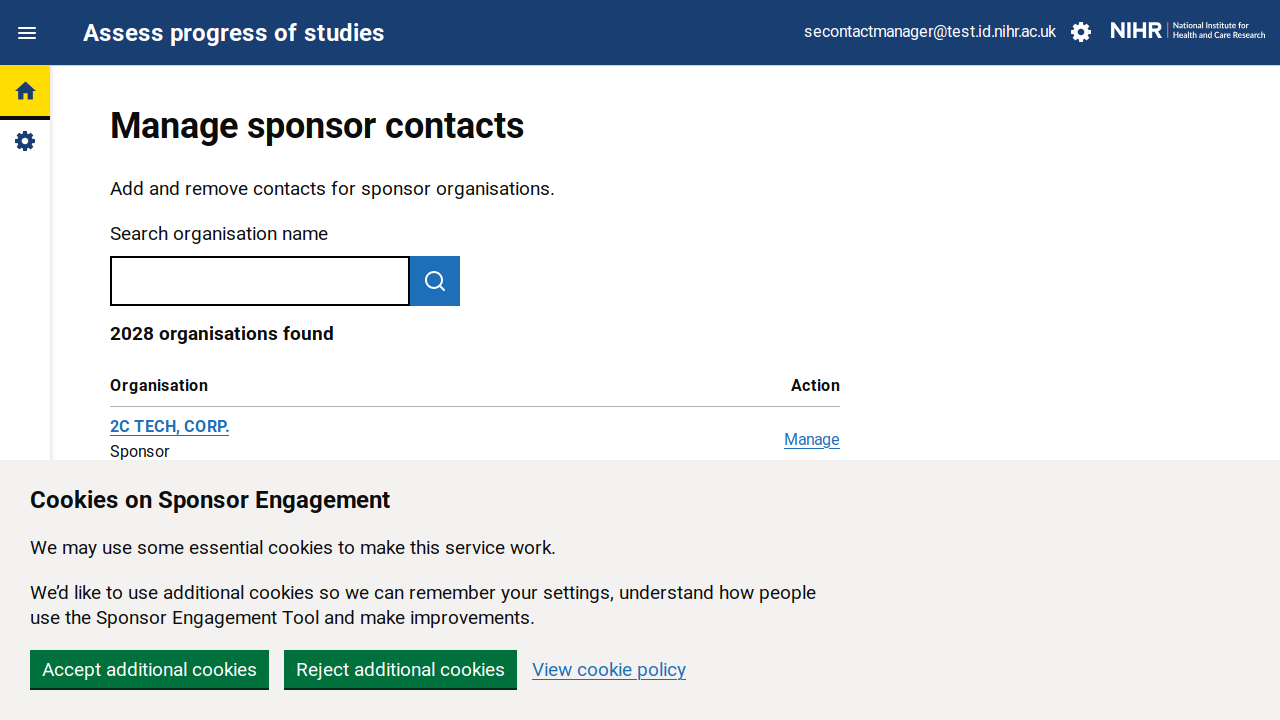 Assess progress of studies
secontactmanager@test.id.nihr.ac.uk
NIHR
National Institute for
Health and Care Research
Manage sponsor contacts
Add and remove contacts for sponsor organisations.
Search organisation name
2028 organisations found
Organisation Action
2C TECH, CORP.
Manage
Sponsor
Cookies on Sponsor Engagement
We may use some essential cookies to make this service work.
We’d like to use additional cookies so we can remember your settings, understand how people
use the Sponsor Engagement Tool and make improvements.
Accept additional cookies Reject additional cookies View cookie policy